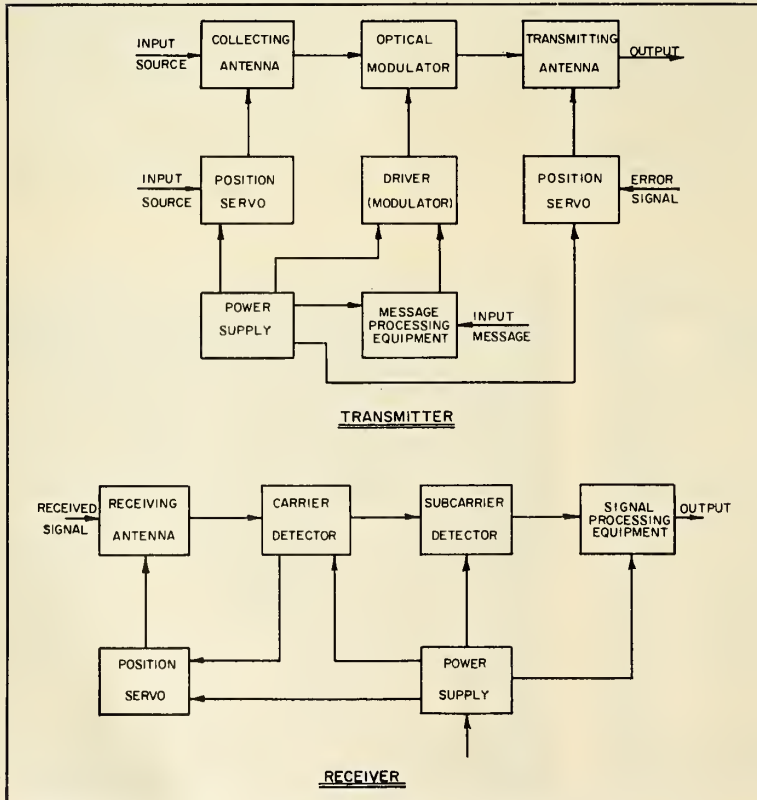 INPUT
SOURCE
COLLECTING
ANTENNA
OPTICAL
MODULATOR
TRANSMITTING
ANTENNA
OUTPUT
INPUT
SOURCE
POSITION
SERVO
DRIVER
(MODULATOR)
POSITION
SERVO
ERROR
SIGNAL
POWER
SUPPLY
MESSAGE
PROCESSING
EQUIPMENT
INPUT
MESSAGE
TRANSMITTER
RECEIVED
SIGNAL
RECEIVING
ANTENNA
CARRIER
DETECTOR
SUBCARRIER
DETECTOR
SIGNAL
PROCESSING
EQUIPMENT
OUTPUT
POSITION
SERVO
POWER
SUPPLY
RECEIVER